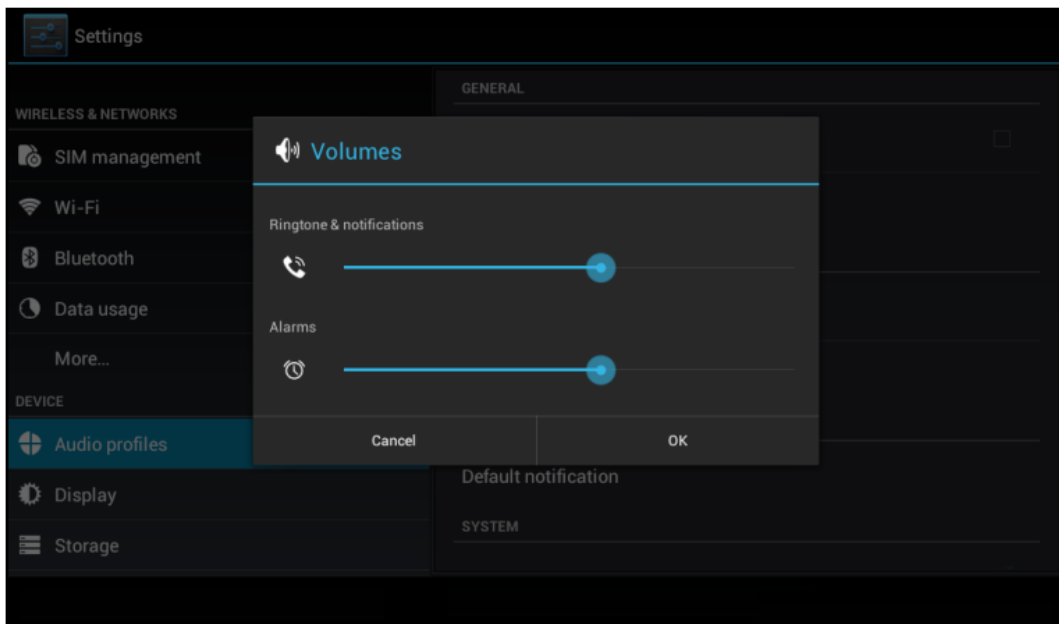 Settings
WIRELESS & NETWORKS
SIM management
Wi-Fi
Bluetooth
Data usage
More...
DEVICE
Audio profiles
Display
Storage
GENERAL
Volumes
Ringtone & notifications
Alarms
Cancel
OK
Default notification
SYSTEM